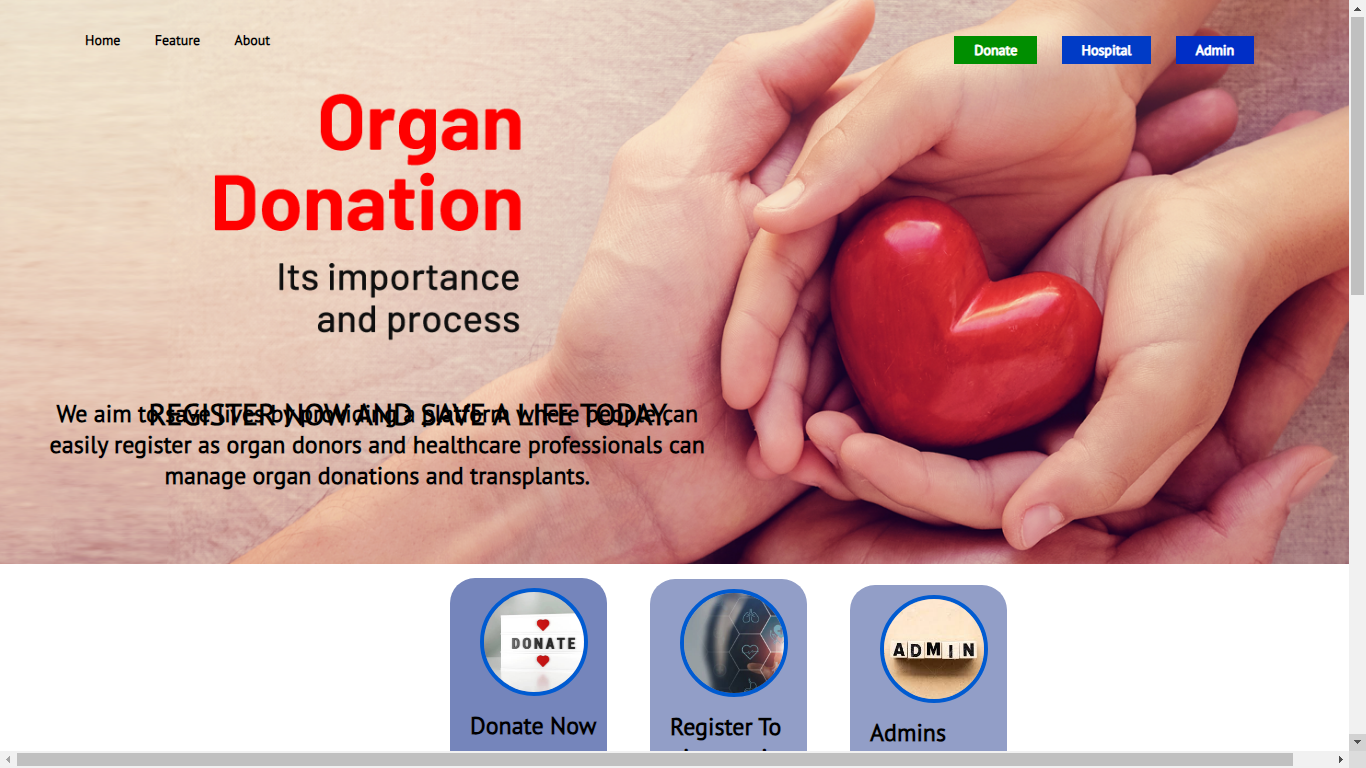 Home Feature About
Donate Hospital Admin
Organ
Donation
Its importance
and process
REGISTER NOW AND SAVE A LIFE TODAY.
We aim to save lives by providing a platform where people can
easily register as organ donors and healthcare professionals can
manage organ donations and transplants.
DONATE
ADMIN
Donate Now
Register To
Admins